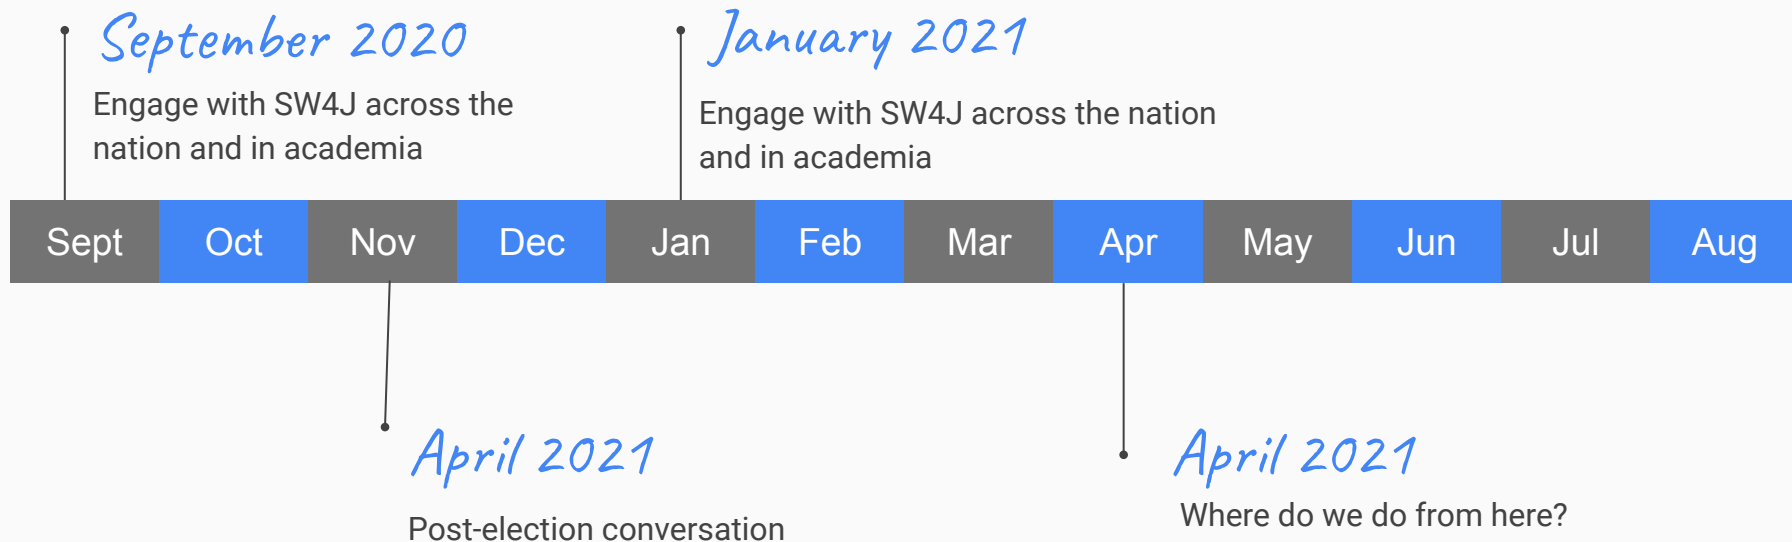 September 2020
Engage with SW4J across the
nation and in academia
January 2021
Engage with SW4J across the nation
and in academia
Sept Oct Nov Dec Jan Feb Mar Apr May Jun Jul Aug
April 2021
Post-election conversation
April 2021
Where do we do from here?